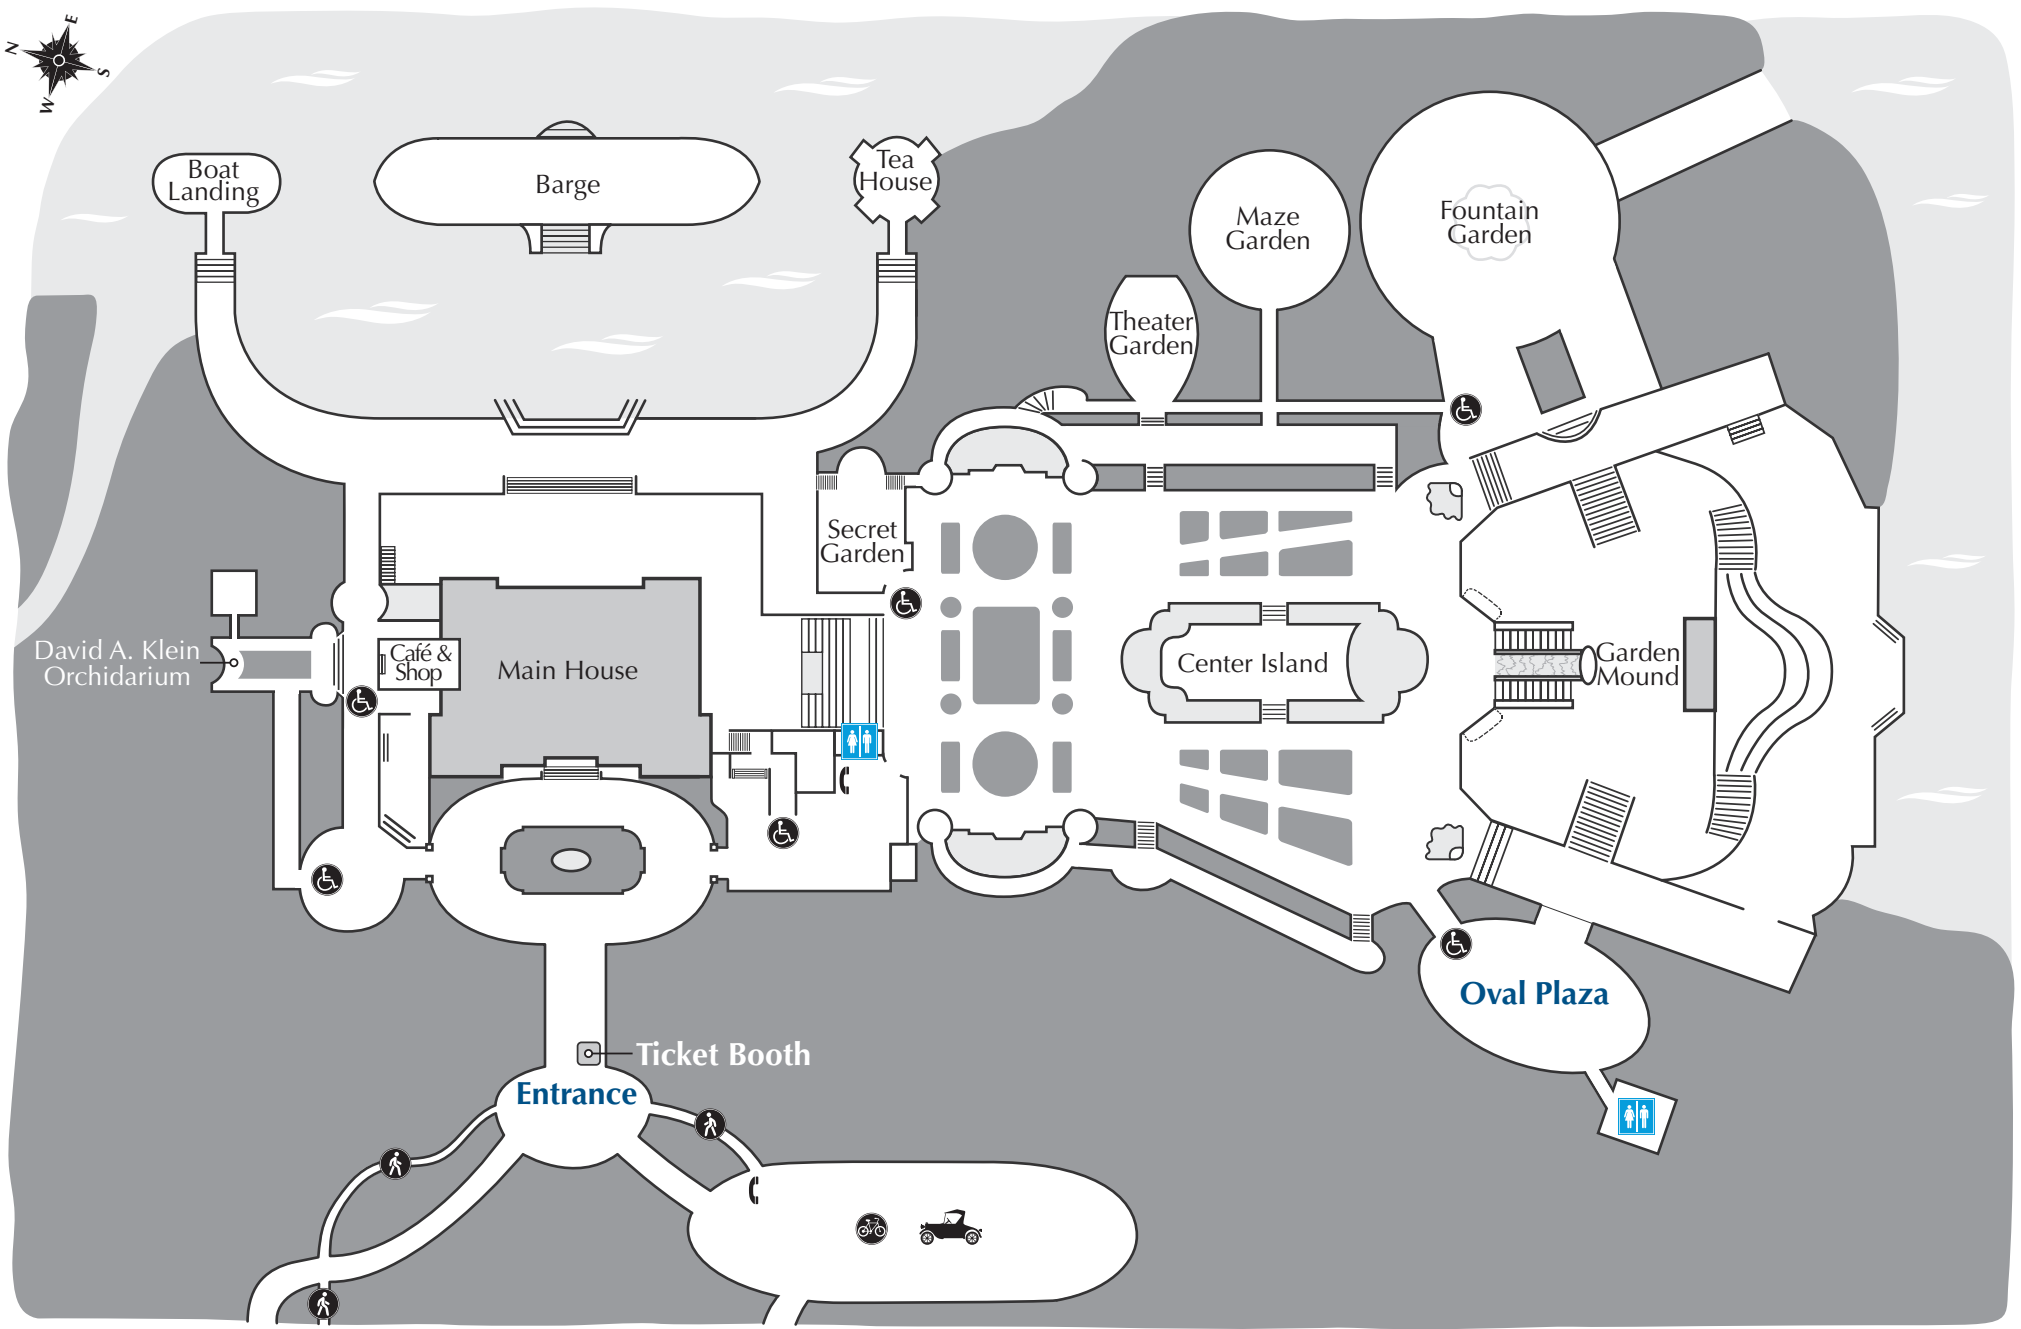 E
N
S
W
Boat
Landing
Barge
Tea
House
Maze
Garden
Fountain
Garden
Theater
Garden
Secret
Garden
David A. Klein
Orchidarium
Café &
Shop
Main House
Center Island
Garden
Mound
Oval Plaza
Ticket Booth
Entrance